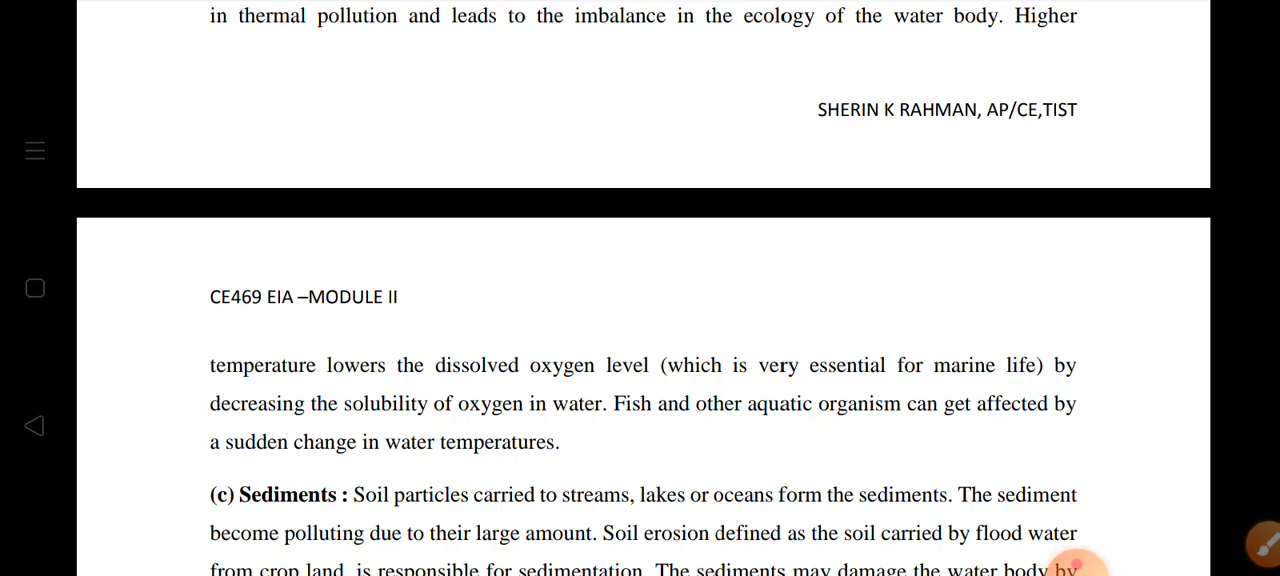 in thermal pollution and leads to the imbalance in the ecology of the water body. Higher
SHERIN K RAHMAN, AP/CE,TIST
CE469 EIA –MODULE II
temperature lowers the dissolved oxygen level (which is very essential for marine life) by
decreasing the solubility of oxygen in water. Fish and other aquatic organism can get affected by
a sudden change in water temperatures.
(c) Sediments : Soil particles carried to streams, lakes or oceans form the sediments. The sediment
become polluting due to their large amount. Soil erosion defined as the soil carried by flood water
from crop land, is responsible for sedimentation. The sediments may damage the water body by